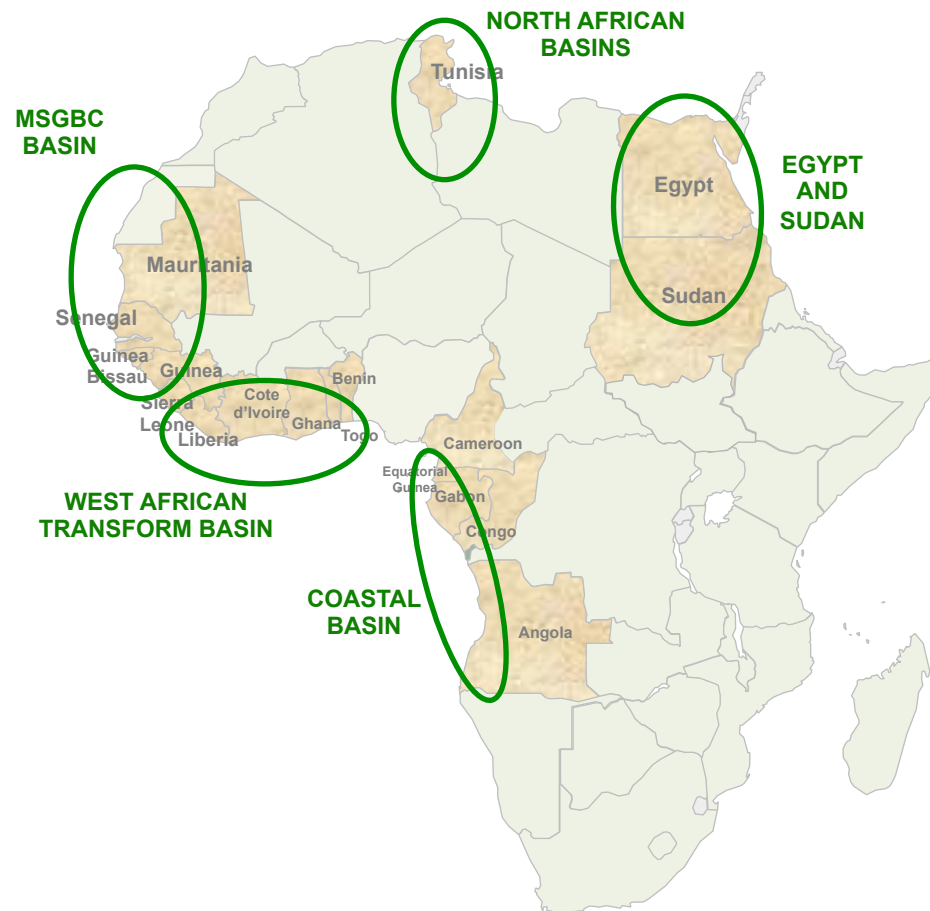 NORTH AFRICAN
BASINS
Tunisia
MSGBC
BASIN
EGYPT
AND
SUDAN
Egypt
Mauritania
Sudan
Senegal
Guinea
Bissau
Guinea
Benin
Sierra
Leone
Cote
d'Ivoire
Ghana
Togo
Liberia
Cameroon
WEST AFRICAN
TRANSFORM BASIN
Equatorial
Guinea
Gabon
Congo
COASTAL
BASIN
Angola